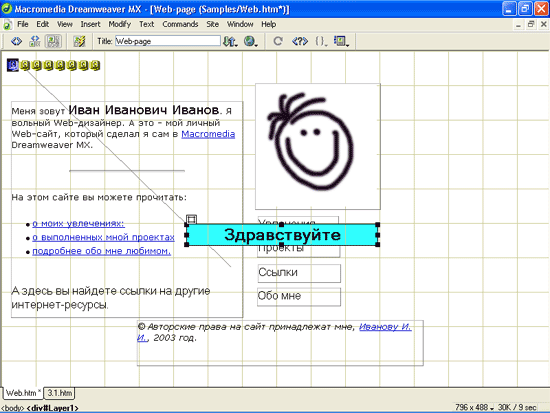 Macromedia Dreamweaver MX - [Web-page (Samples/Web.htm*)]
File Edit View Insert Modify Text Commands Site Window Help
Title: Web-page
Меня зовут Иван Иванович Иванов. Я
вольный Web-дизайнер. А это - мой личный
Web-сайт, который сделал я сам в Macromedia
Dreamweaver MX.
На этом сайте вы можете прочитать:
о моих увлечениях:
о выполненных мной проектах
подробнее обо мне любимом.
А здесь вы найдете ссылки на другие
интернет-ресурсы.
Увлечения
Здравствуйте
Проекты
Ссылки
Обо мне
© Авторские права на сайт принадлежат мне, Иванову И.
И., 2003 год.
Web.htm* 3.1.htm
<body> <div#Layer1> 796 x 488 30K / 9 sec